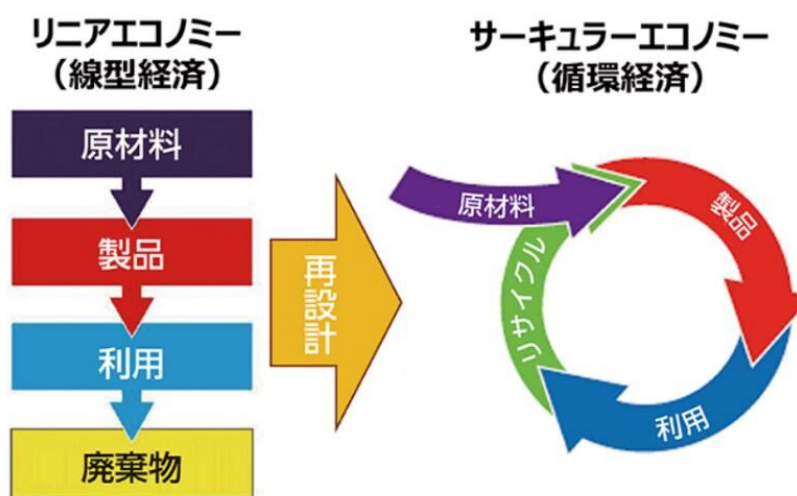 リニアエコノミー
（線型経済）
原材料
製品
利用
廃棄物
再設計
サーキュラーエコノミー
（循環経済）
原材料
製品
利用
リサイクル